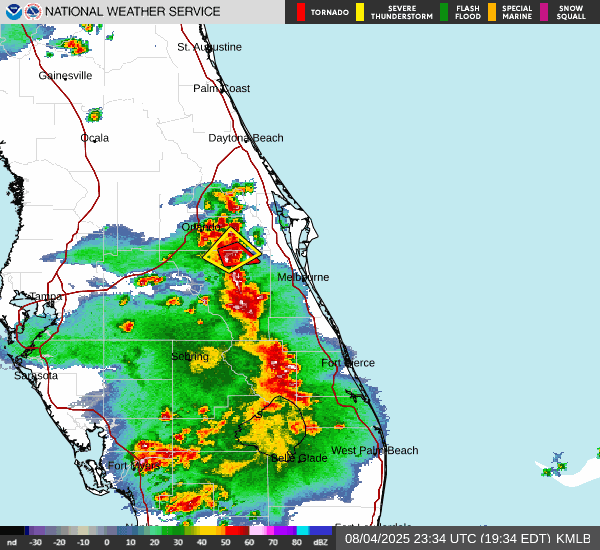 NATIONAL WEATHER SERVICE
TORNADO
SEVERE THUNDERSTORM
FLASH FLOOD
SPECIAL MARINE
SNOW SQUALL
St. Augustine
Gainesville
Palm Coast
Ocala
Daytona Beach
Orlando
Melbourne
Tampa
Sebring
Fort Pierce
Sarasota
West Palm Beach
Belle Glade
Fort Myers
nd -30 -20 -10 0 10 20 30 40 50 60 70 80 dBZ
08/04/2025 23:34 UTC (19:34 EDT) KMLB